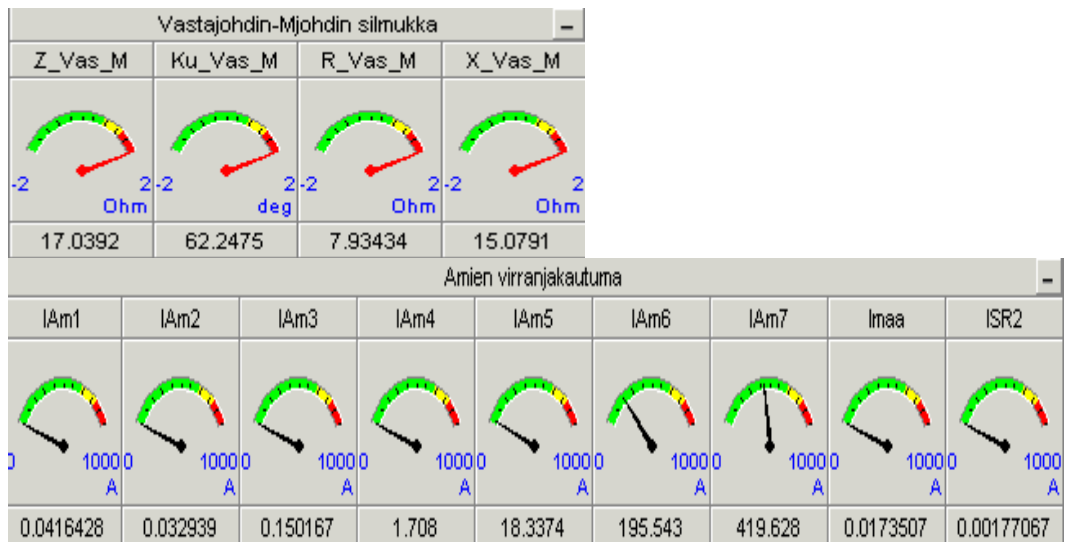 Vastajohdin-Mjohdin silmukka
Z_Vas_M Ku_Vas_M R_Vas_M X_Vas_M
-2 2 -2 2 -2 2 -2 2
Ohm deg Ohm Ohm
17.0392 62.2475 7.93434 15.0791
Amien virranjakautuma
IAm1 IAm2 IAm3 IAm4 IAm5 IAm6 IAm7 Imaa ISR2
0 1000 0 1000 0 1000 0 1000 0 1000 0 1000 0 1000 0 1000 0 1000
A A A A A A A A A
0.0416428 0.032939 0.150167 1.708 18.3374 195.543 419.628 0.0173507 0.00177067